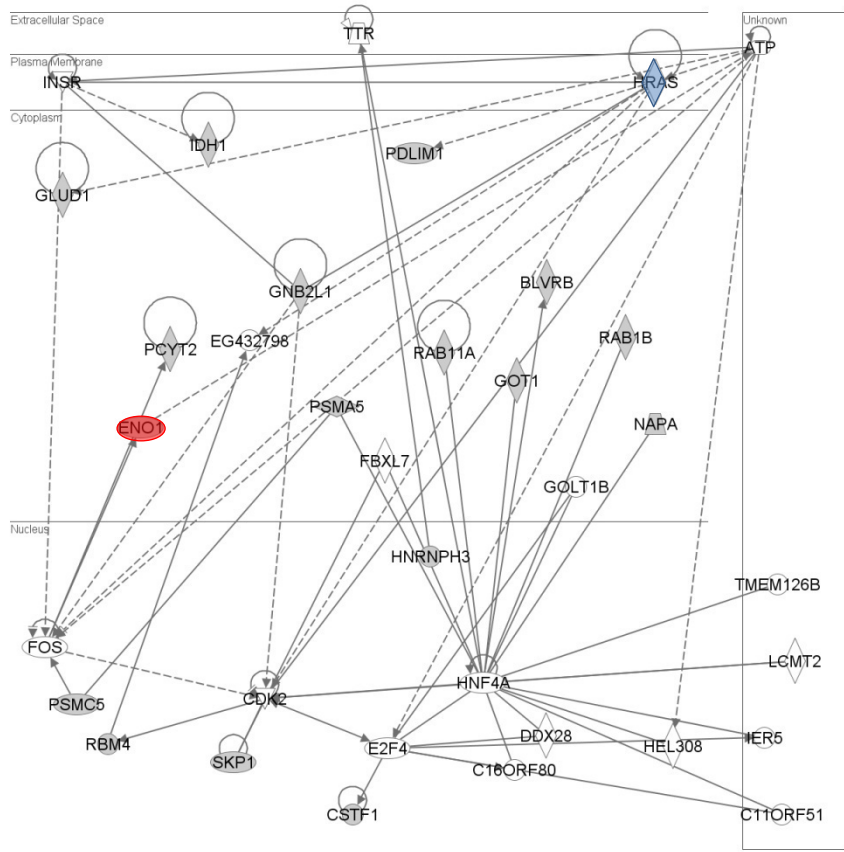 Extracellular Space
Unknown
TTR
ATP
Plasma Membrane
INSR
HRAS
Cytoplasm
IDH1
PDLIM1
GLUD1
GNB2L1
BLVRB
EG432798
PCYT2
RAB11A
RAB1B
GOT1
PSMA5
ENO1
NAPA
FBXL7
GOLT1B
Nucleus
HNRNPH3
TMEM126B
FOS
LCMT2
HNF4A
CDK2
PSMC5
DDX28
IER5
RBM4
E2F4
HEL308
SKP1
C16ORF80
CSTF1
C11ORF51